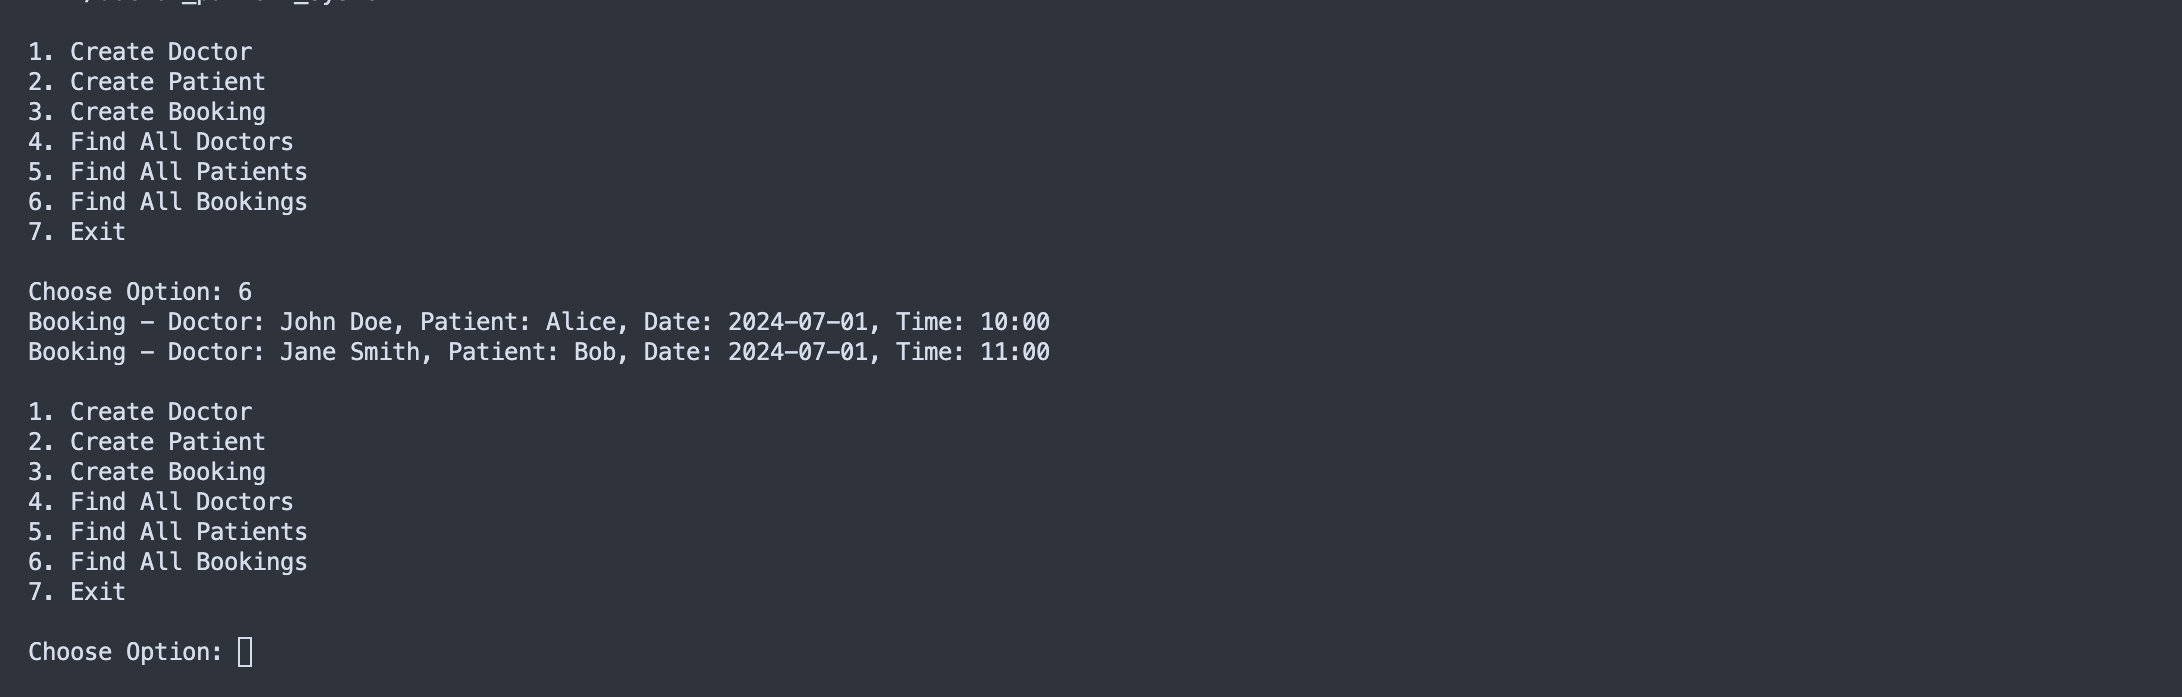 1. Create Doctor
2. Create Patient
3. Create Booking
4. Find All Doctors
5. Find All Patients
6. Find All Bookings
7. Exit
Choose Option: 6
Booking - Doctor: John Doe, Patient: Alice, Date: 2024-07-01, Time: 10:00
Booking - Doctor: Jane Smith, Patient: Bob, Date: 2024-07-01, Time: 11:00
1. Create Doctor
2. Create Patient
3. Create Booking
4. Find All Doctors
5. Find All Patients
6. Find All Bookings
7. Exit
Choose Option: